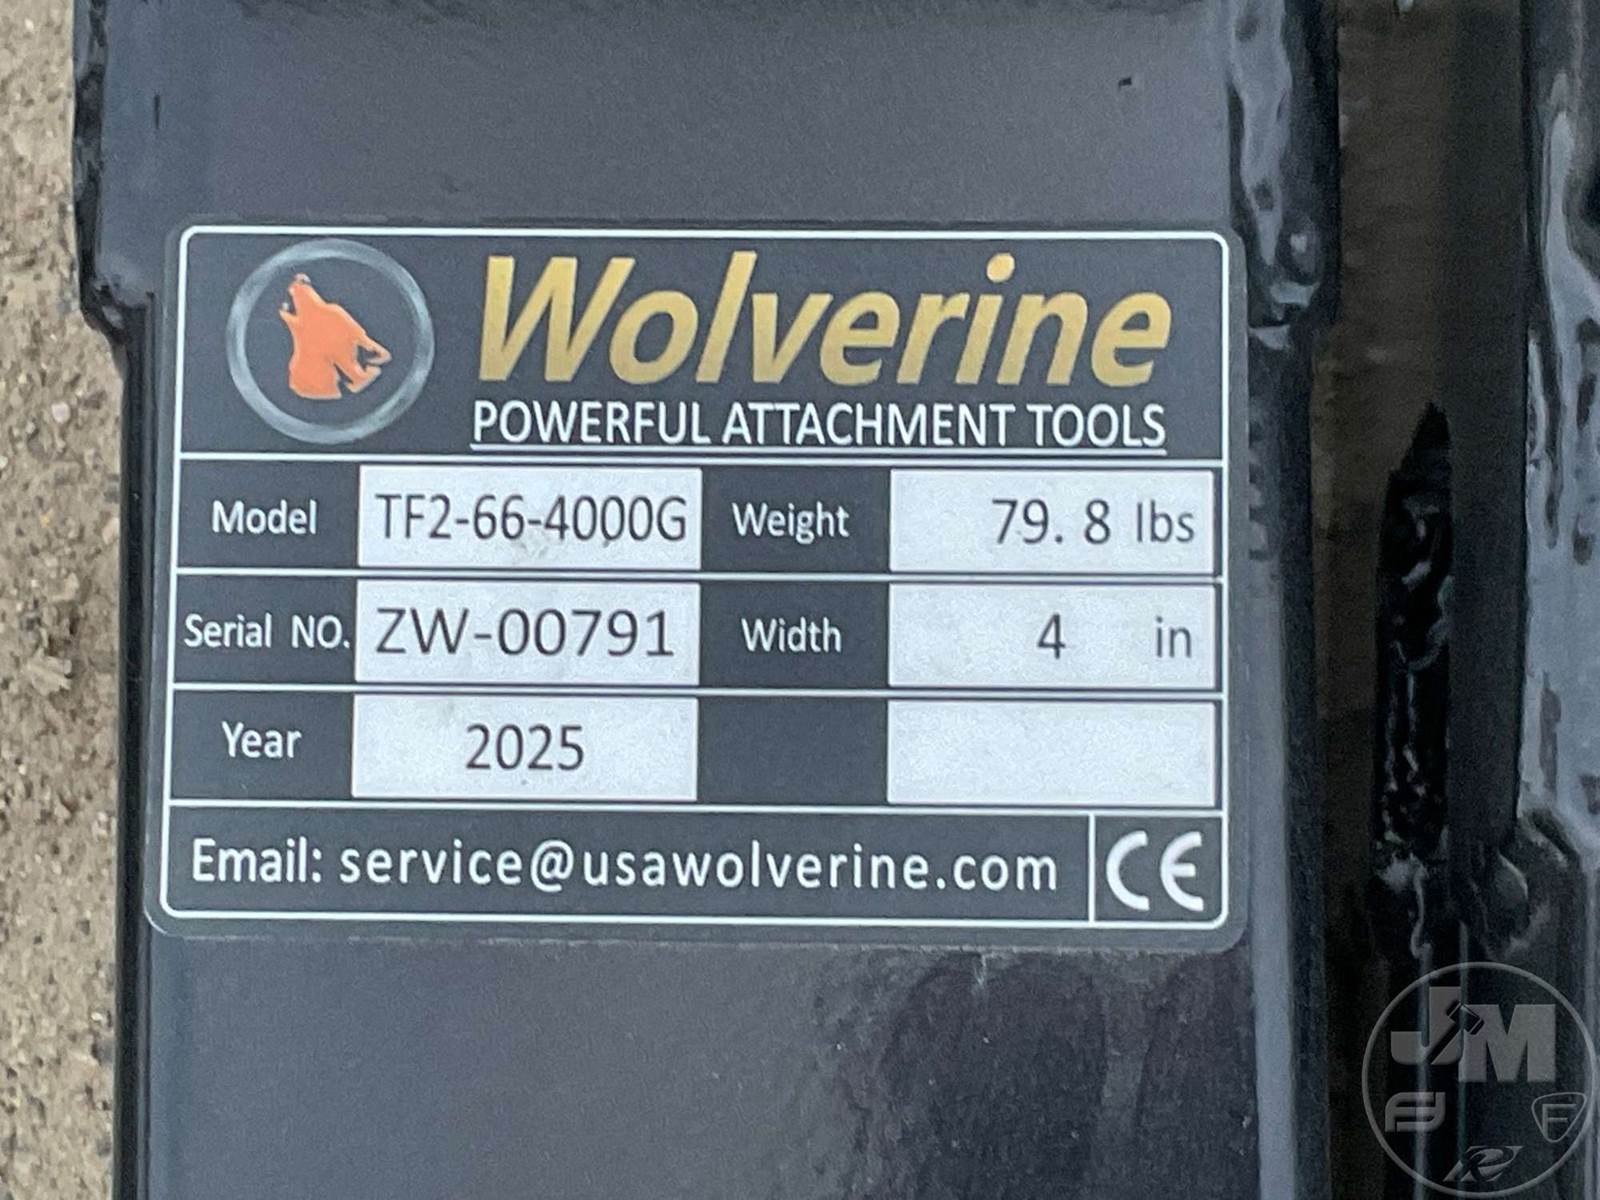 Wolverine
POWERFUL ATTACHMENT TOOLS
Model TF2-66-4000G Weight 79.8 lbs
Serial NO. ZW-00791 Width 4 in
Year 2025
Email: service@usawolverine.com CE
JM
F